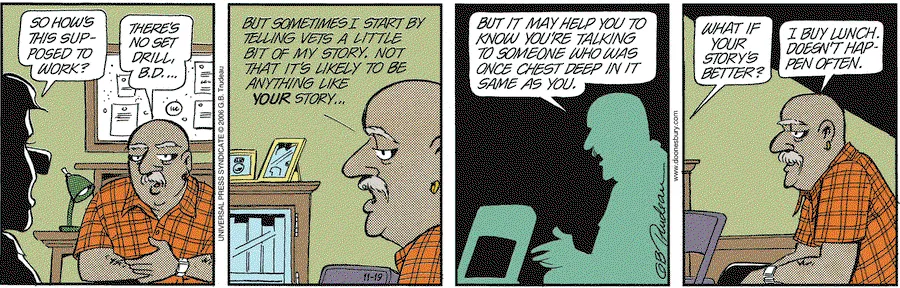 SO HOW'S
THIS SUP-
POSED TO
WORK?
THERE'S
NO SET
DRILL,
B.D....
UNIVERSAL PRESS SYNDICATE © 2006 G.B. Trudeau
BUT SOMETIMES I START BY
TELLING VETS A LITTLE
BIT OF MY STORY. NOT
THAT IT'S LIKELY TO BE
ANYTHING LIKE
YOUR STORY...
11-19
BUT IT MAY HELP YOU TO
KNOW YOU'RE TALKING
TO SOMEONE WHO WAS
ONCE CHEST DEEP IN IT
SAME AS YOU.
GB Trudeau
www.doonesbury.com
WHAT IF
YOUR
STORY'S
BETTER?
I BUY LUNCH.
DOESN'T HAP-
PEN OFTEN.